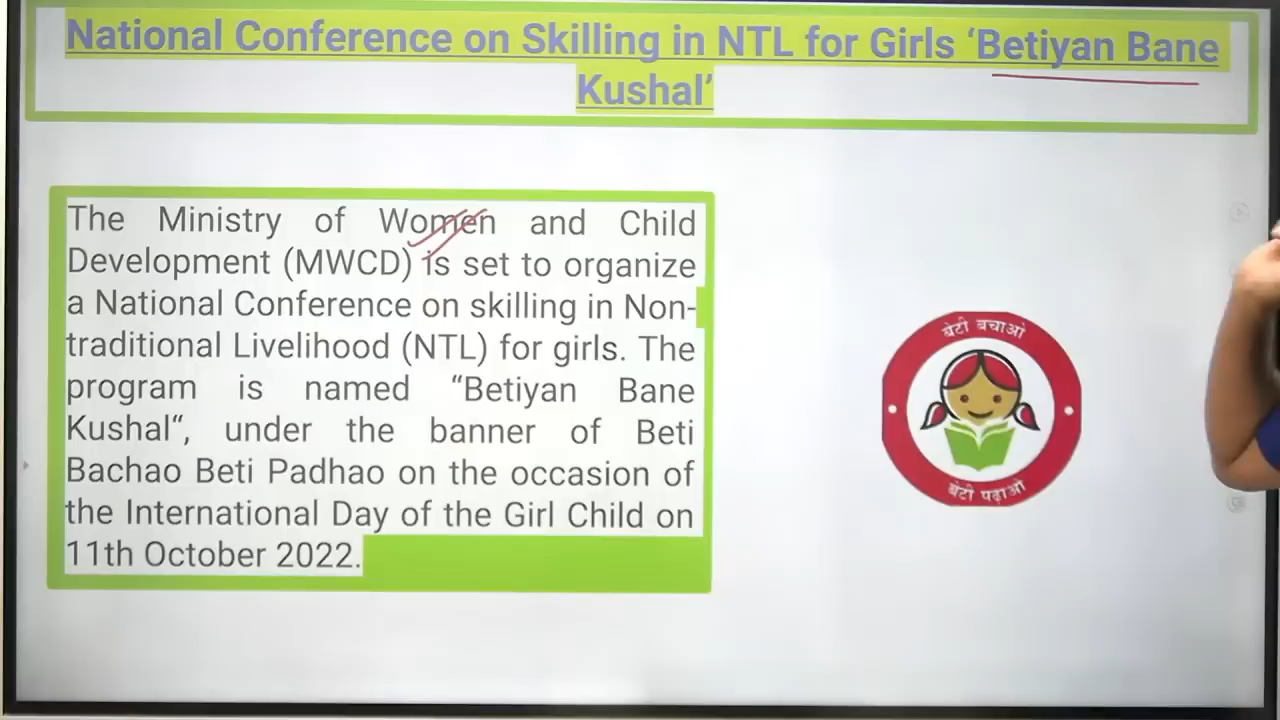 National Conference on Skilling in NTL for Girls ‘Betiyan Bane
Kushal’
The Ministry of Women and Child
Development (MWCD) is set to organize
a National Conference on skilling in Non-
traditional Livelihood (NTL) for girls. The
program is named “Betiyan Bane
Kushal“, under the banner of Beti
Bachao Beti Padhao on the occasion of
the International Day of the Girl Child on
11th October 2022.
बेटी बचाओ
बेटी पढ़ाओ